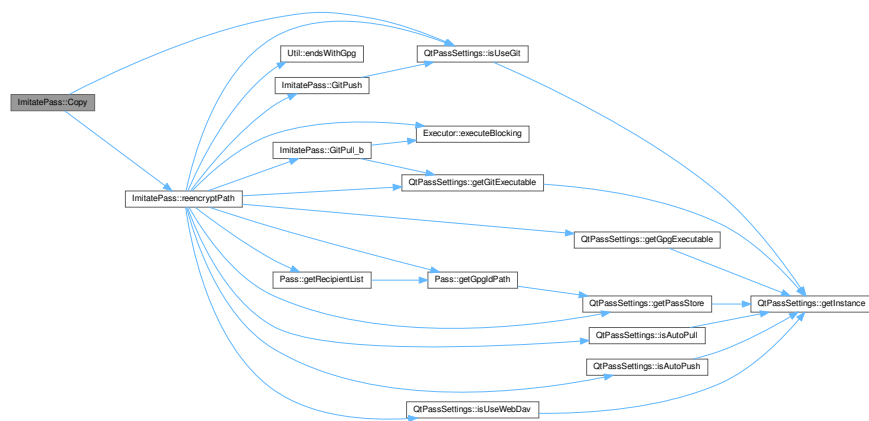 Util::endsWithGpg
QtPassSettings::isUseGit
ImitatePass::GitPush
ImitatePass::Copy
Executor::executeBlocking
ImitatePass::GitPull_b
QtPassSettings::getGitExecutable
ImitatePass::reencryptPath
QtPassSettings::getGpgExecutable
Pass::getRecipientList
Pass::getGpgIdPath
QtPassSettings::getPassStore
QtPassSettings::getInstance
QtPassSettings::isAutoPull
QtPassSettings::isAutoPush
QtPassSettings::isUseWebDav